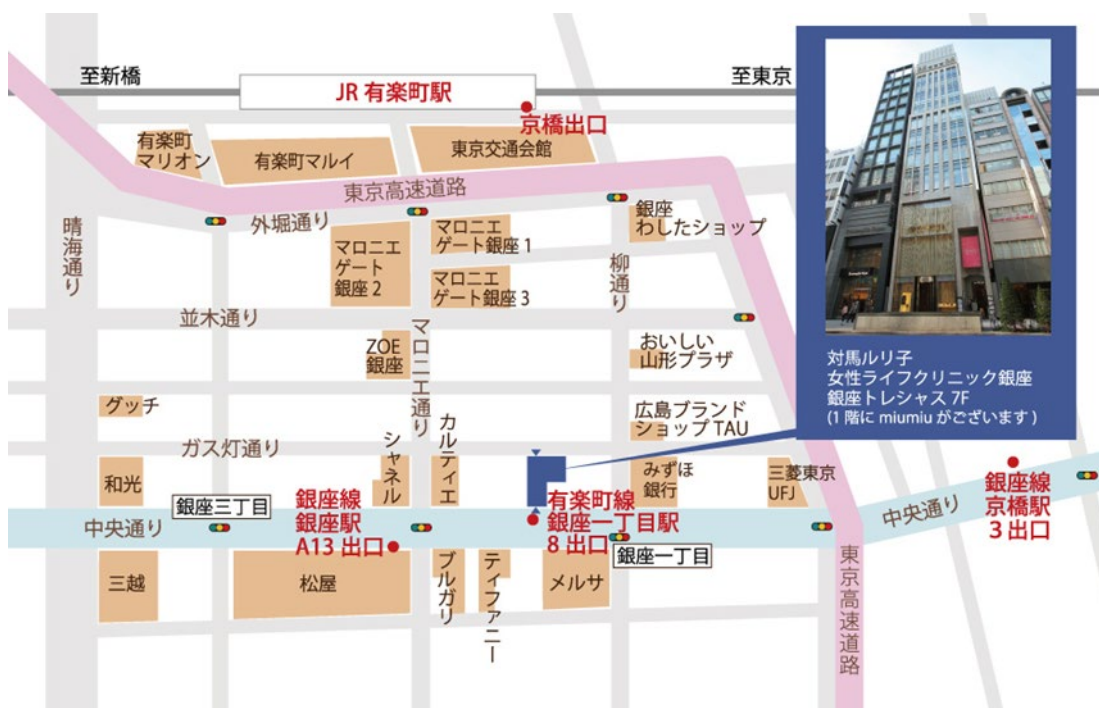 至新橋
JR 有楽町駅
至東京
京橋出口
有楽町
マリオン
有楽町マルイ
東京交通会館
東京高速道路
外堀通り
晴海通り
マロニエ
ゲート
銀座 2
マロニエ
ゲート銀座 1
マロニエ
ゲート銀座 3
銀座
わしたショップ
柳通り
並木通り
マロニエ通り
ZOE
銀座
おいしい
山形プラザ
グッチ
広島ブランド
ショップ TAU
ガス灯通り
シャネル
カルティエ
和光
みずほ
銀行
三菱東京
UFJ
対馬ルリ子
女性ライフクリニック銀座
銀座トレシャス 7F
(1 階に miumiu がございます)
銀座三丁目
銀座線
銀座駅
A13 出口
有楽町線
銀座一丁目駅
8 出口
銀座線
京橋駅
3 出口
中央通り
中央通り
銀座一丁目
三越
松屋
ブルガリ
ティファニー
メルサ
東京高速道路